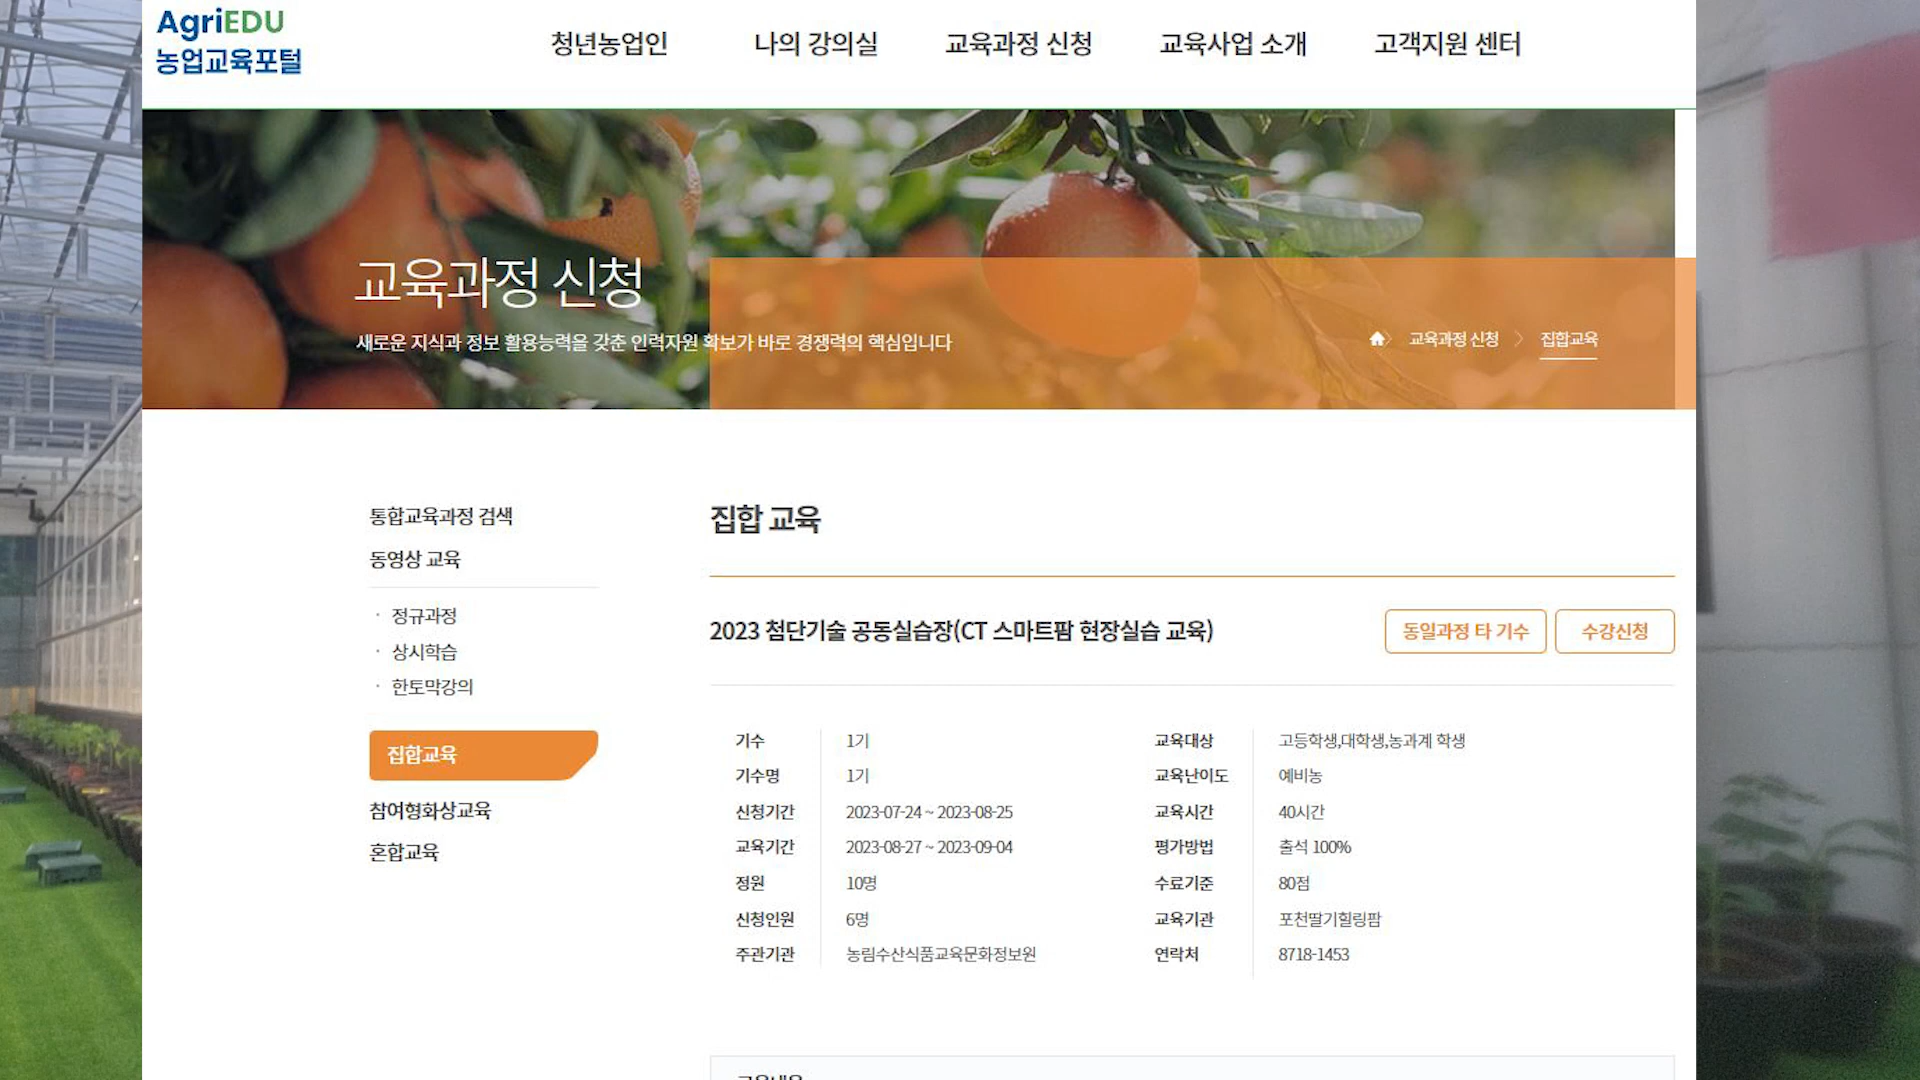 AgriEDU
농업교육포털
청년농업인 나의 강의실 교육과정 신청 교육사업 소개 고객지원 센터
교육과정 신청
새로운 지식과 정보 활용능력을 갖춘 인력자원 확보가 바로 경쟁력의 핵심입니다
교육과정 신청 집합교육
통합교육과정 검색
동영상 교육
· 정규과정
· 상시학습
· 한토막강의
집합교육
참여형화상교육
혼합교육
집합 교육
2023 첨단기술 공동실습장(CT 스마트팜 현장실습 교육) 동일과정 타 기수 수강신청
기수 1기 교육대상 고등학생,대학생,농과계 학생
기수명 1기 교육난이도 예비농
신청기간 2023-07-24 ~ 2023-08-25 교육시간 40시간
교육기간 2023-08-27 ~ 2023-09-04 평가방법 출석 100%
정원 10명 수료기준 80점
신청인원 6명 교육기관 포천딸기힐링팜
주관기관 농림수산식품교육문화정보원 연락처 8718-1453